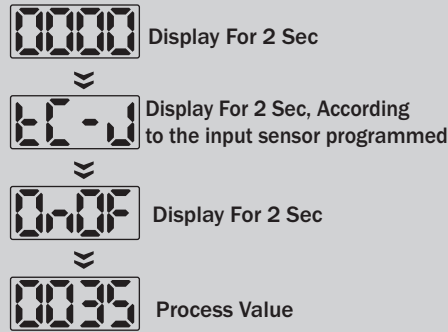 0000 Display For 2 Sec
tC-J Display For 2 Sec, According
to the input sensor programmed
OnOF Display For 2 Sec
0035 Process Value